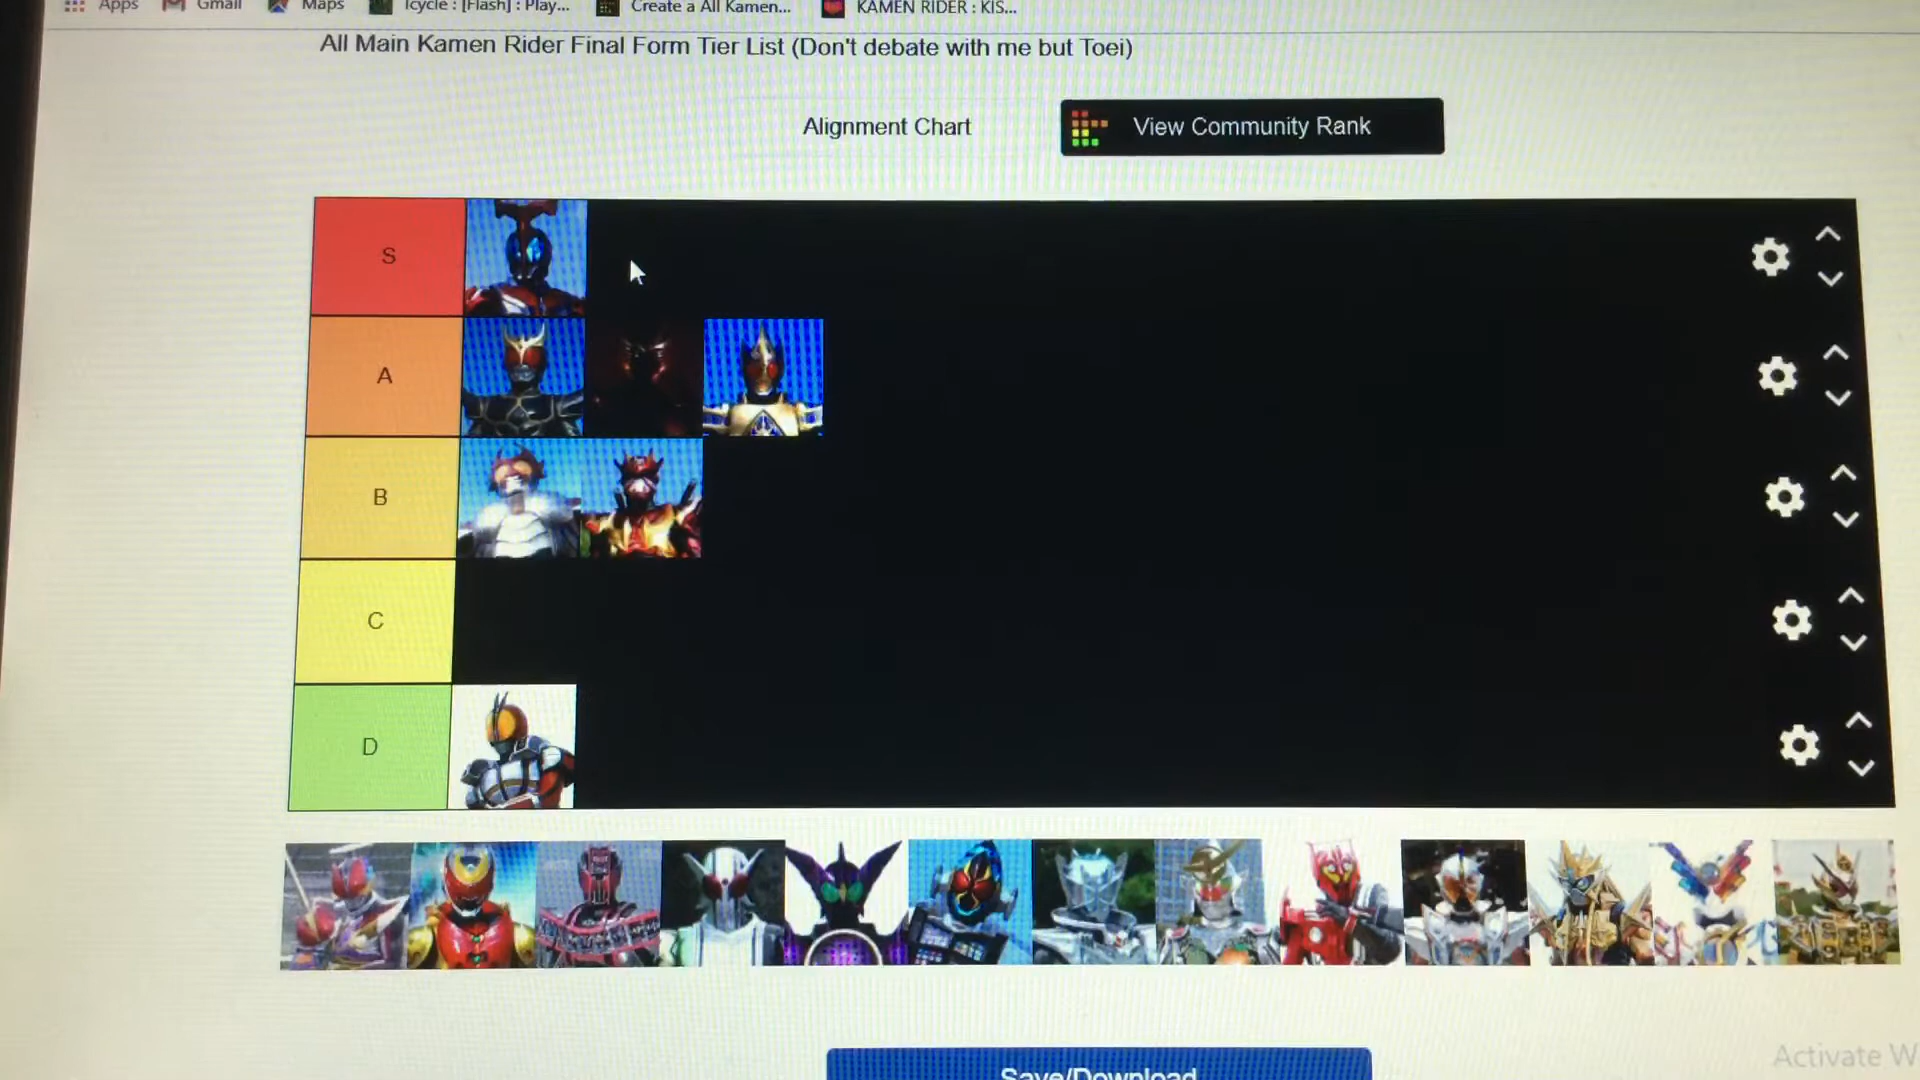 Apps Gmail Maps Icycle : [Flash] : Play... Create a All Kamen... KAMEN RIDER : KIS...
All Main Kamen Rider Final Form Tier List (Don't debate with me but Toei)
Alignment Chart View Community Rank
S
A
B
C
D
Save/Download
Activate W